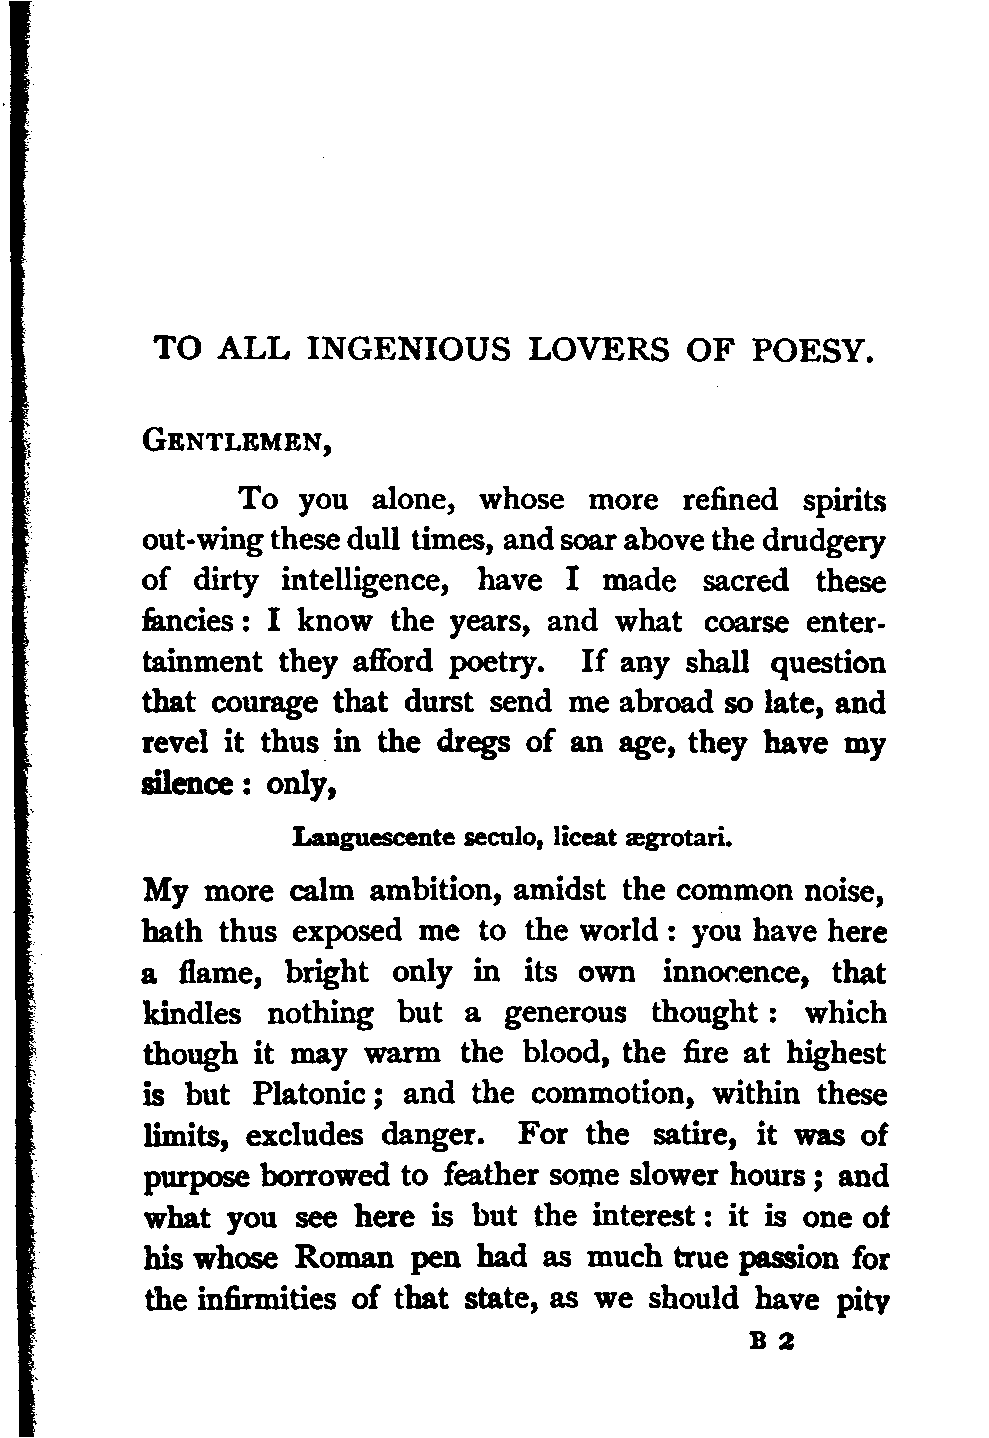 TO ALL INGENIOUS LOVERS OF POESY.
GENTLEMEN,
To you alone, whose more refined spirits
out-wing these dull times, and soar above the drudgery
of dirty intelligence, have I made sacred these
fancies : I know the years, and what coarse enter-
tainment they afford poetry. If any shall question
that courage that durst send me abroad so late, and
revel it thus in the dregs of an age, they have my
silence : only,
Languescente seculo, liceat ægrotari.
My more calm ambition, amidst the common noise,
hath thus exposed me to the world : you have here
a flame, bright only in its own innocence, that
kindles nothing but a generous thought : which
though it may warm the blood, the fire at highest
is but Platonic ; and the commotion, within these
limits, excludes danger. For the satire, it was of
purpose borrowed to feather some slower hours ; and
what you see here is but the interest : it is one of
his whose Roman pen had as much true passion for
the infirmities of that state, as we should have pity
B 2